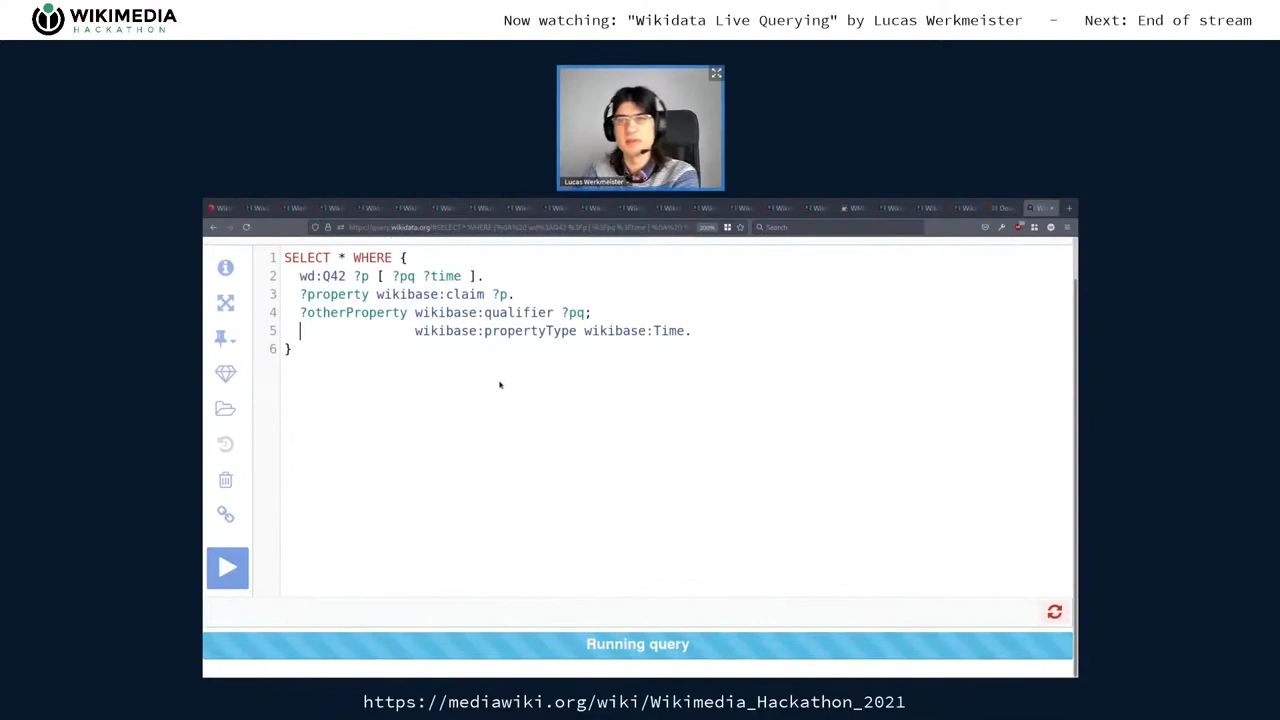 WIKIMEDIA
HACKATHON
Now watching: "Wikidata Live Querying" by Lucas Werkmeister - Next: End of stream
Lucas Werkmeister
Search
200%
1 SELECT * WHERE {
2 wd:Q42 ?p [ ?pq ?time ].
3 ?property wikibase:claim ?p.
4 ?otherProperty wikibase:qualifier ?pq;
5 wikibase:propertyType wikibase:Time.
6 }
Running query
https://mediawiki.org/wiki/Wikimedia_Hackathon_2021